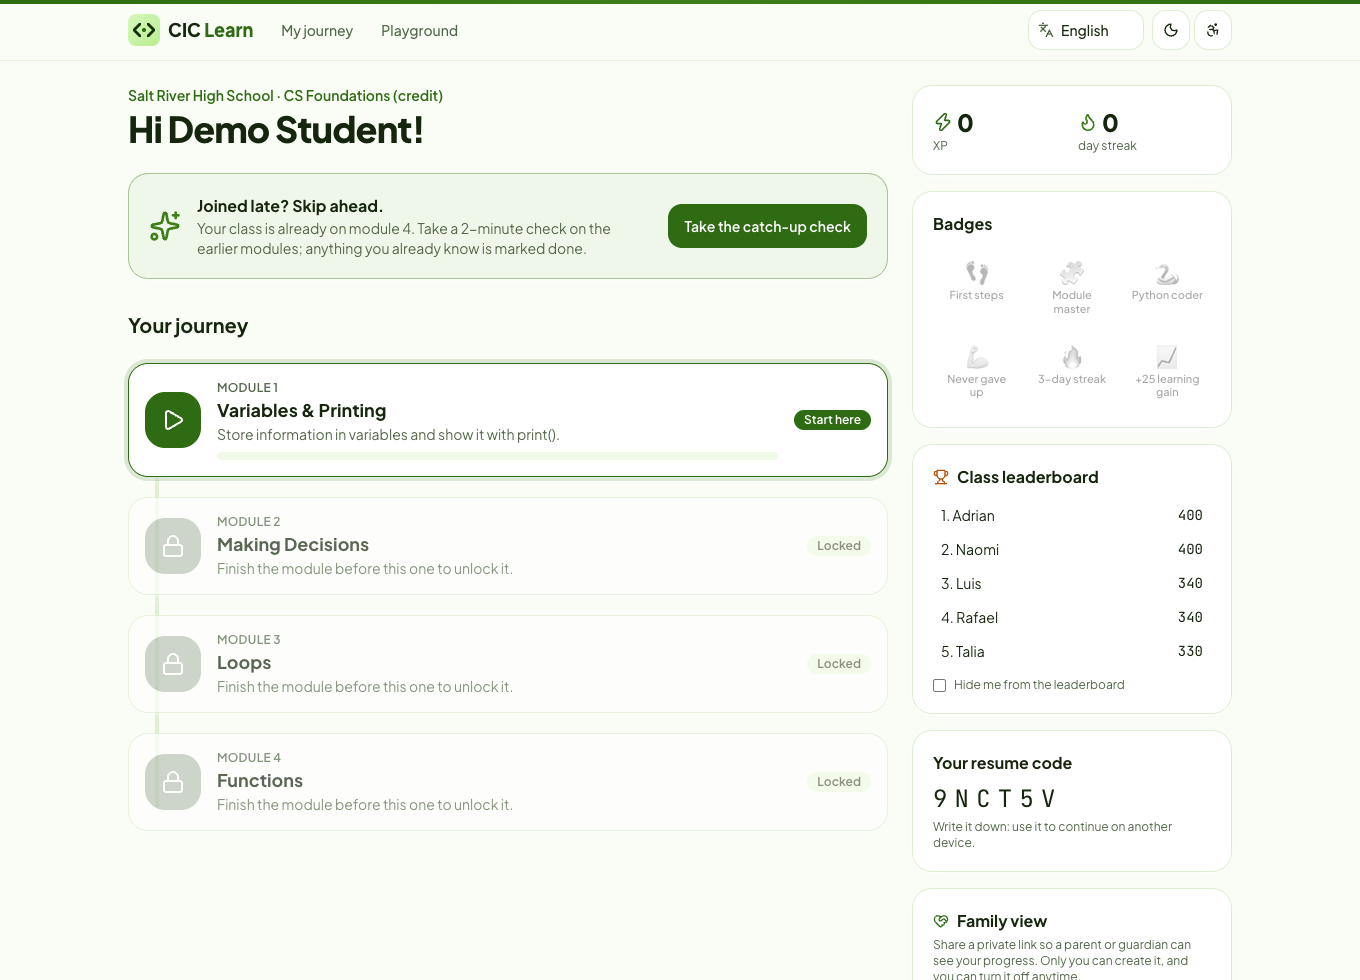 CIC Learn
My journey
Playground
English
Salt River High School · CS Foundations (credit)
Hi Demo Student!
Joined late? Skip ahead.
Your class is already on module 4. Take a 2-minute check on the
earlier modules; anything you already know is marked done.
Take the catch-up check
Your journey
MODULE 1
Variables & Printing
Store information in variables and show it with print().
Start here
MODULE 2
Making Decisions
Finish the module before this one to unlock it.
Locked
MODULE 3
Loops
Finish the module before this one to unlock it.
Locked
MODULE 4
Functions
Finish the module before this one to unlock it.
Locked
0
XP
0
day streak
Badges
First steps
Module
master
Python coder
Never gave
up
3-day streak
+25 learning
gain
Class leaderboard
1. Adrian 400
2. Naomi 400
3. Luis 340
4. Rafael 340
5. Talia 330
Hide me from the leaderboard
Your resume code
9NCT5V
Write it down: use it to continue on another
device.
Family view
Share a private link so a parent or guardian can
see your progress. Only you can create it, and
you can turn it off anytime.